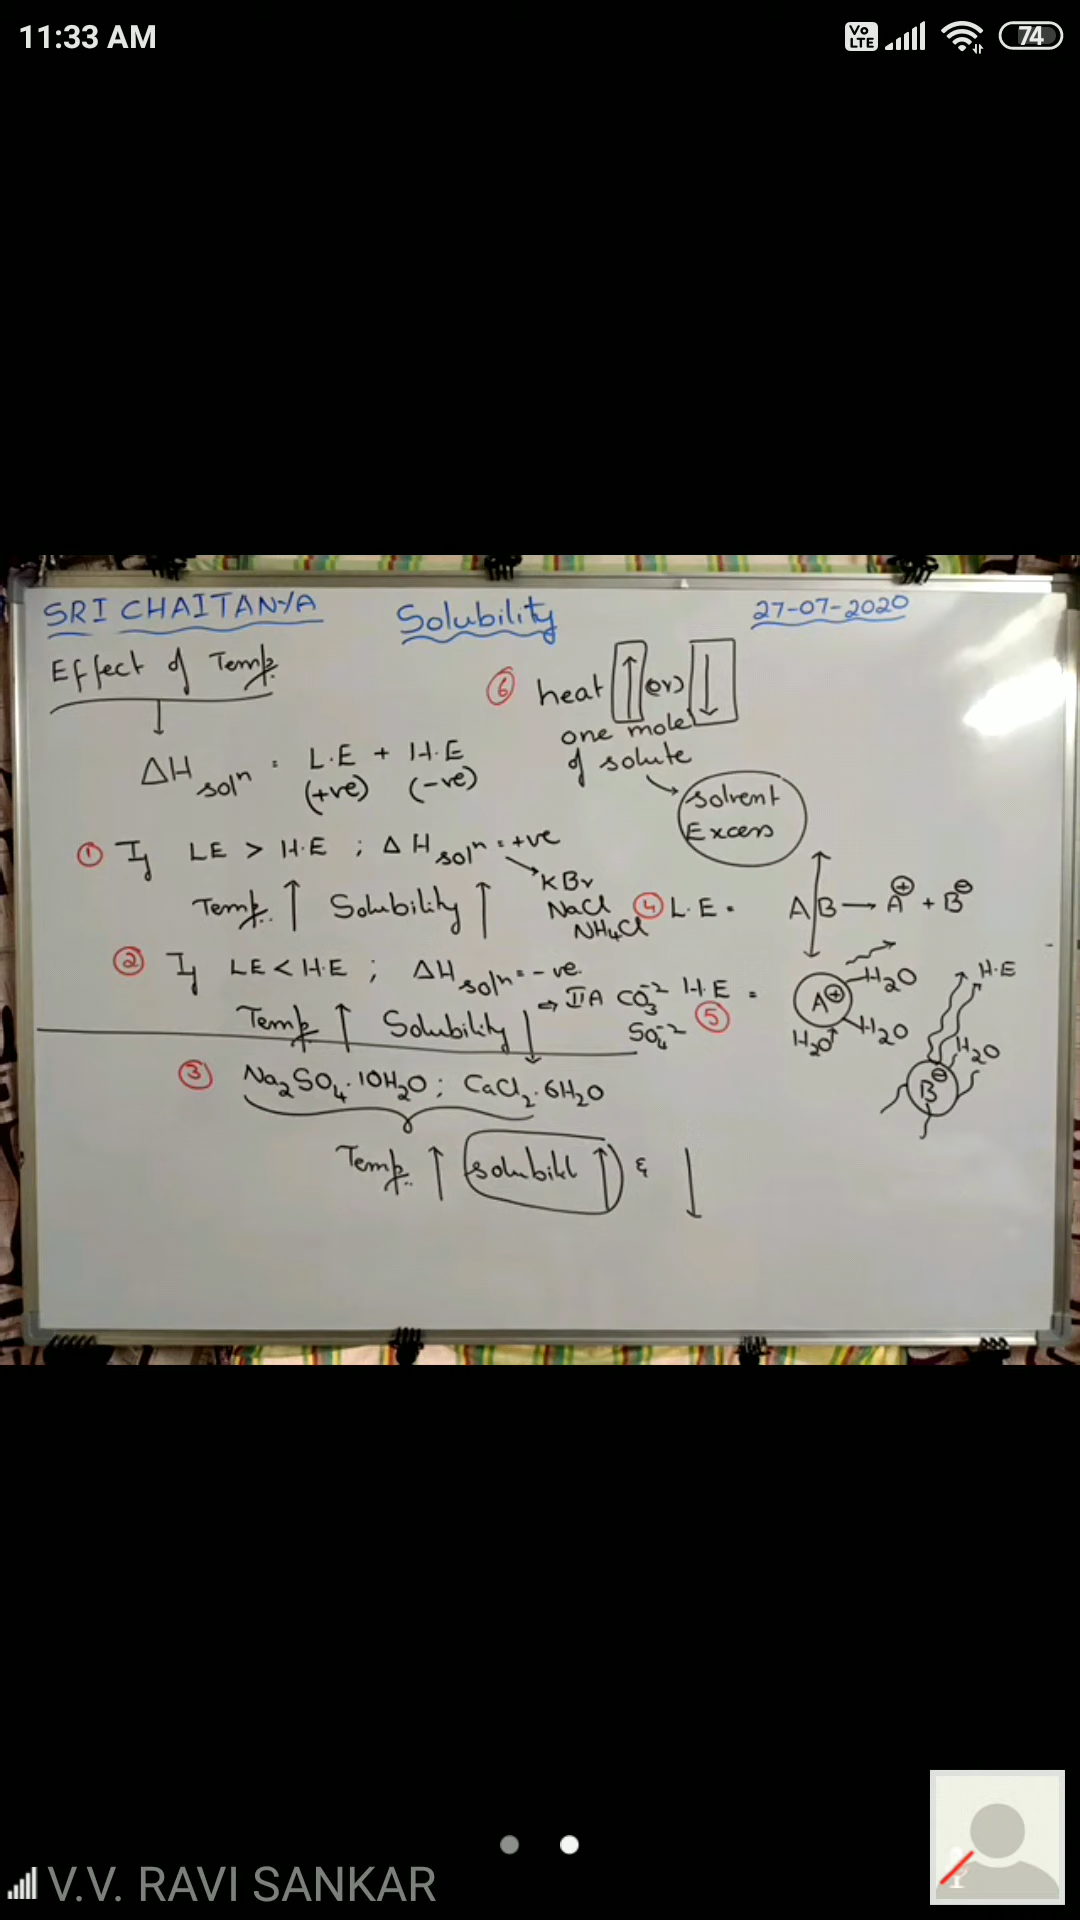 11:33 AM
Vo LTE
74
SRI CHAITANYA
Solubility
27-07-2020
Effect of Temp.
↓
ΔH soln = L.E + H.E
(+ve) (-ve)
① If LE > H.E ; ΔH soln = +ve
KBr
NaCl
NH4Cl
Temp. ↑ Solubility ↑
② If LE < H.E ; ΔH soln = -ve
⇒ IIA CO3^-2
SO4^-2
Temp. ↑ Solubility ↓
③ Na2SO4.10H2O ; CaCl2.6H2O
Temp. ↑ solubilt ↑ & ↓
⑥ heat ↑ (or) ↓
one mole
of solute
solvent
Excess
④ L.E = A/B → A⊕ + B⊖
⑤ H.E = A⊕
H2O
H2O
H2O
H.E
H2O
B⊖
V.V. RAVI SANKAR